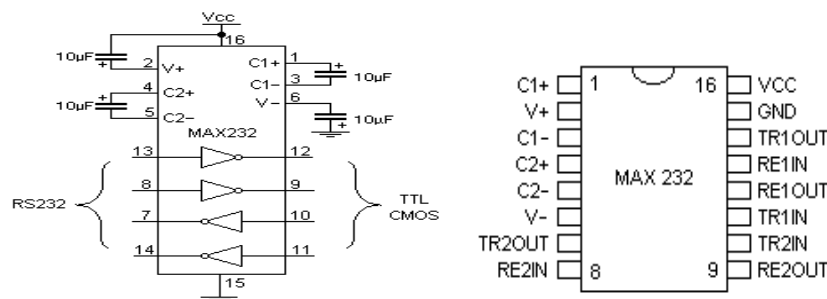 Vcc
16
10µF
2 V+
C1+ 1
C1− 3
10µF
4 C2+
V− 6
10µF
5 C2−
10µF
MAX232
13 12
8 9
RS232
7 10
TTL
CMOS
14 11
15
C1+ 1 16 VCC
V+ GND
C1− TR1OUT
C2+ RE1IN
MAX 232
C2− RE1OUT
V− TR1IN
TR2OUT TR2IN
RE2IN 8 9 RE2OUT